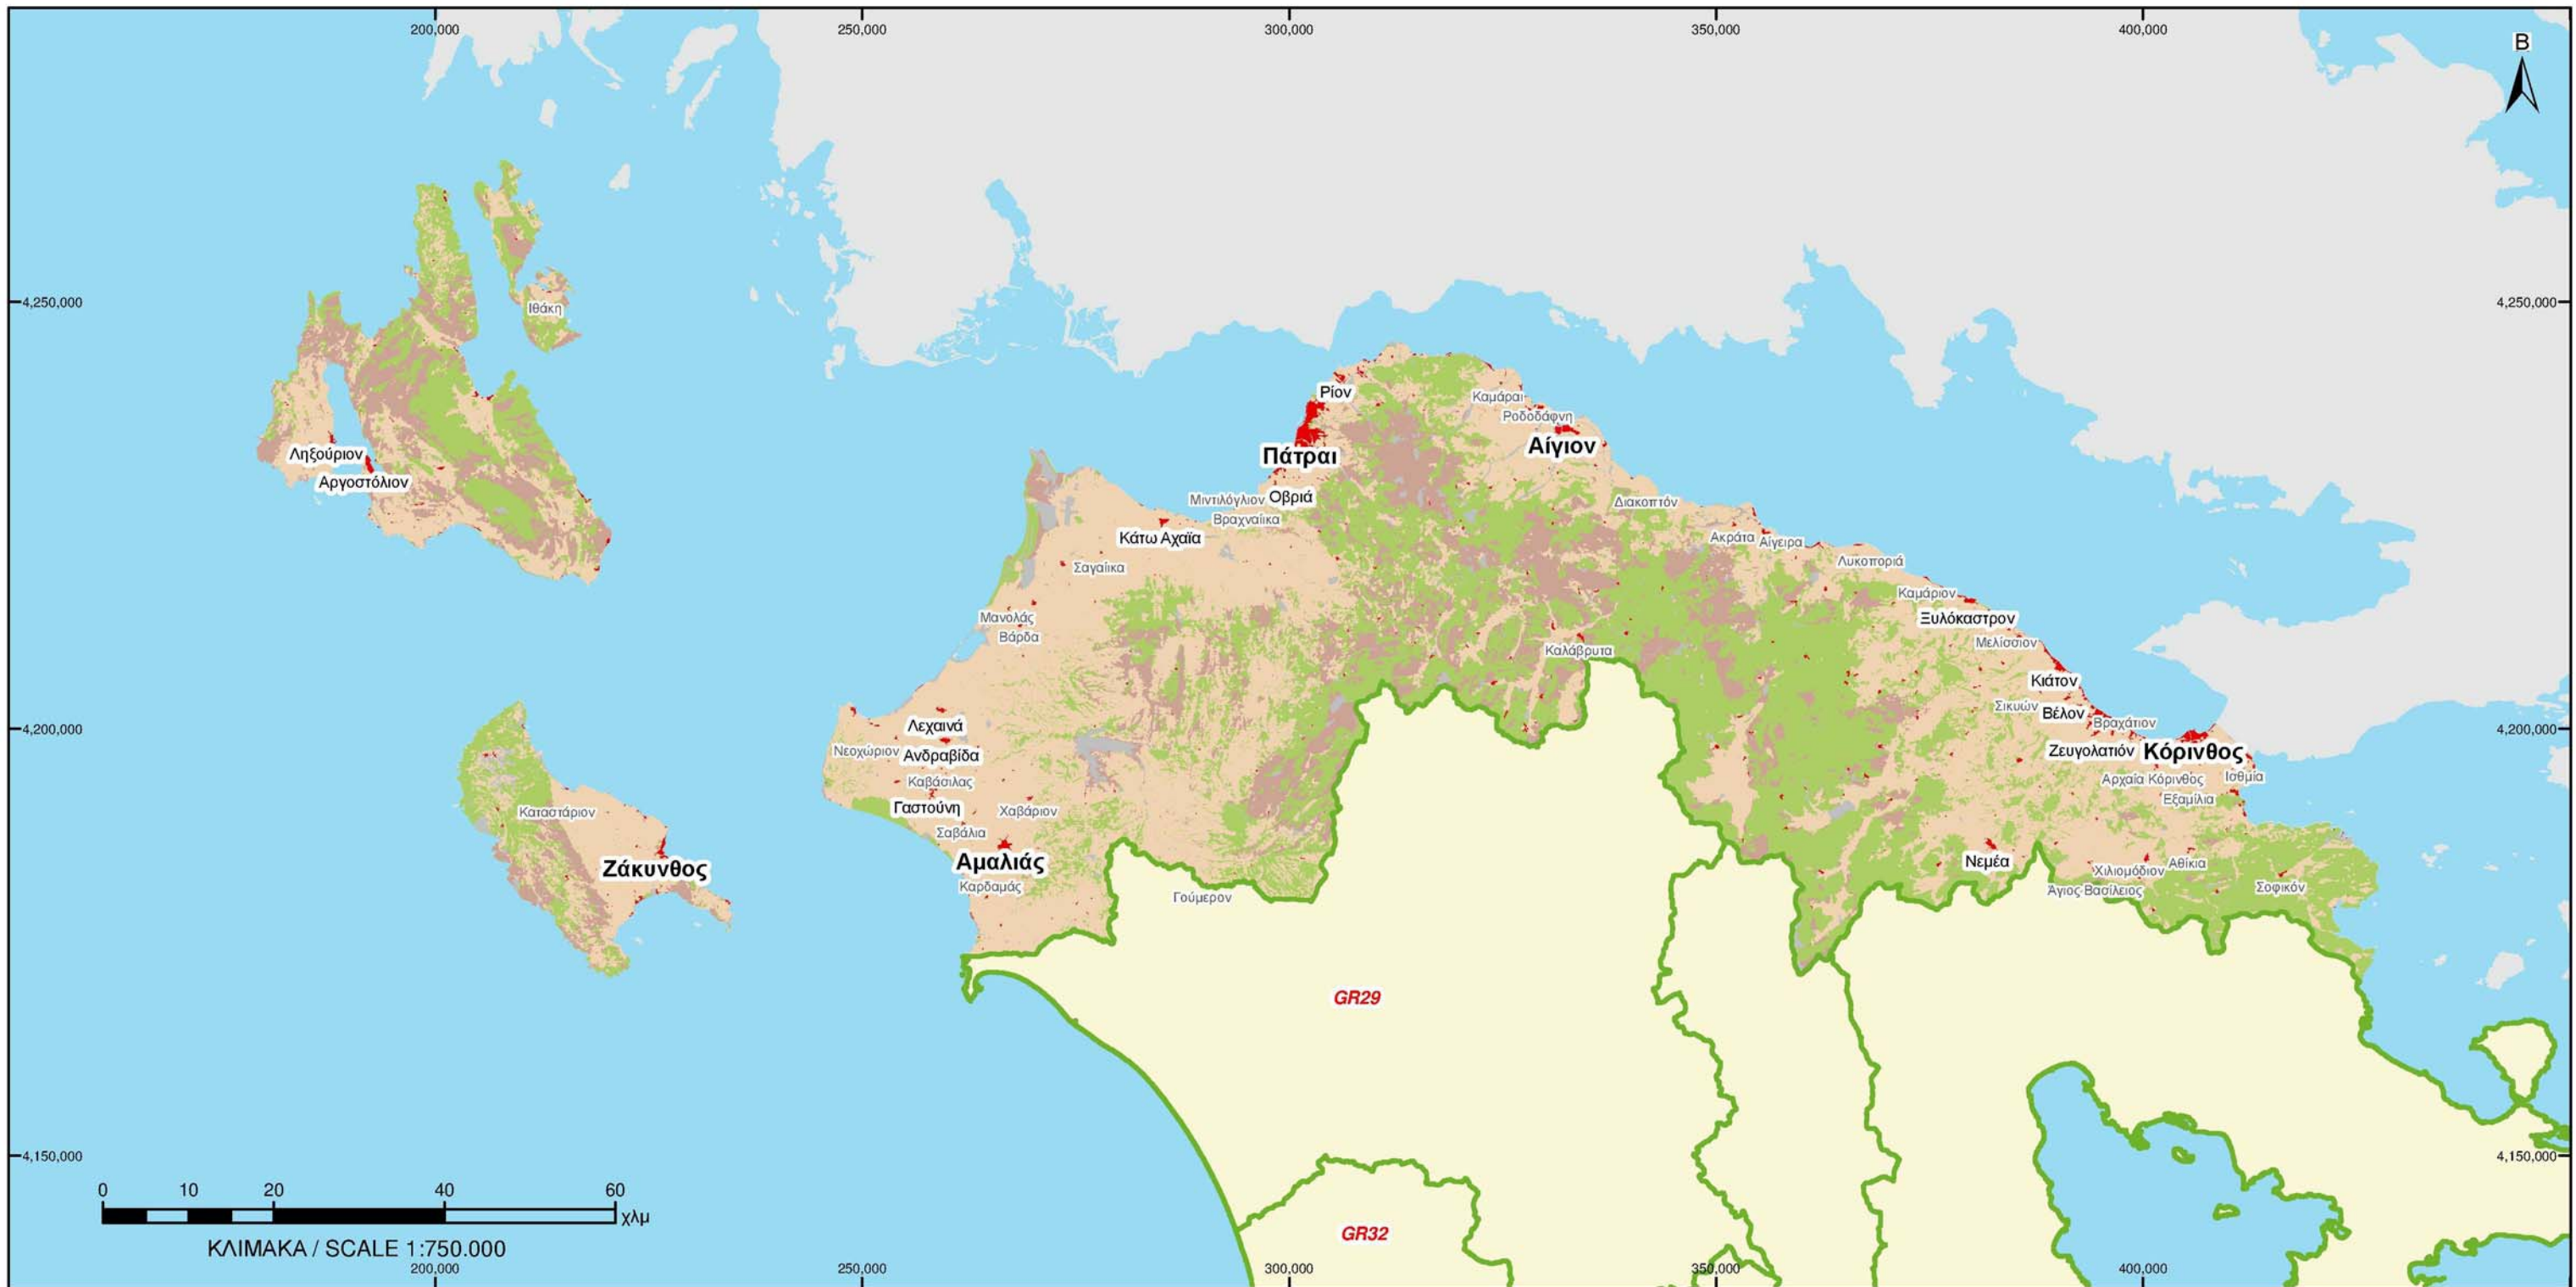 200,000 250,000 300,000 350,000 400,000
Β
4,250,000 4,250,000
Ιθάκη
Ρίον
Καμάραι
Ροδοδάφνη
Αίγιον
Πάτραι
Ληξούριον
Αργοστόλιον
Μιντιλόγλιον Οβριά
Διακοπτόν
Βραχναίικα
Κάτω Αχαΐα
Ακράτα Αίγειρα
Λυκοποριά
Σαγαίικα
Καμάριον
Μανολάς
Ξυλόκαστρον
Βάρδα
Μελίσσιον
Καλάβρυτα
Κιάτον
Σικυών Βέλον
Βραχάτιον
Λεχαινά
4,200,000 4,200,000
Νεοχώριον Ανδραβίδα
Ζευγολατιόν Κόρινθος
Καβάσιλας
Αρχαία Κόρινθος Ισθμία
Εξαμίλια
Γαστούνη Χαβάριον
Καταστάριον
Σαβάλια
Αμαλιάς
Νεμέα
Ζάκυνθος
Χιλιομόδιον Αθίκια
Καρδαμάς
Άγιος Βασίλειος Σοφικόν
Γούμερον
GR29
4,150,000 4,150,000
0 10 20 40 60
χλμ
GR32
ΚΛΙΜΑΚΑ / SCALE 1:750.000
200,000 250,000 300,000 350,000 400,000